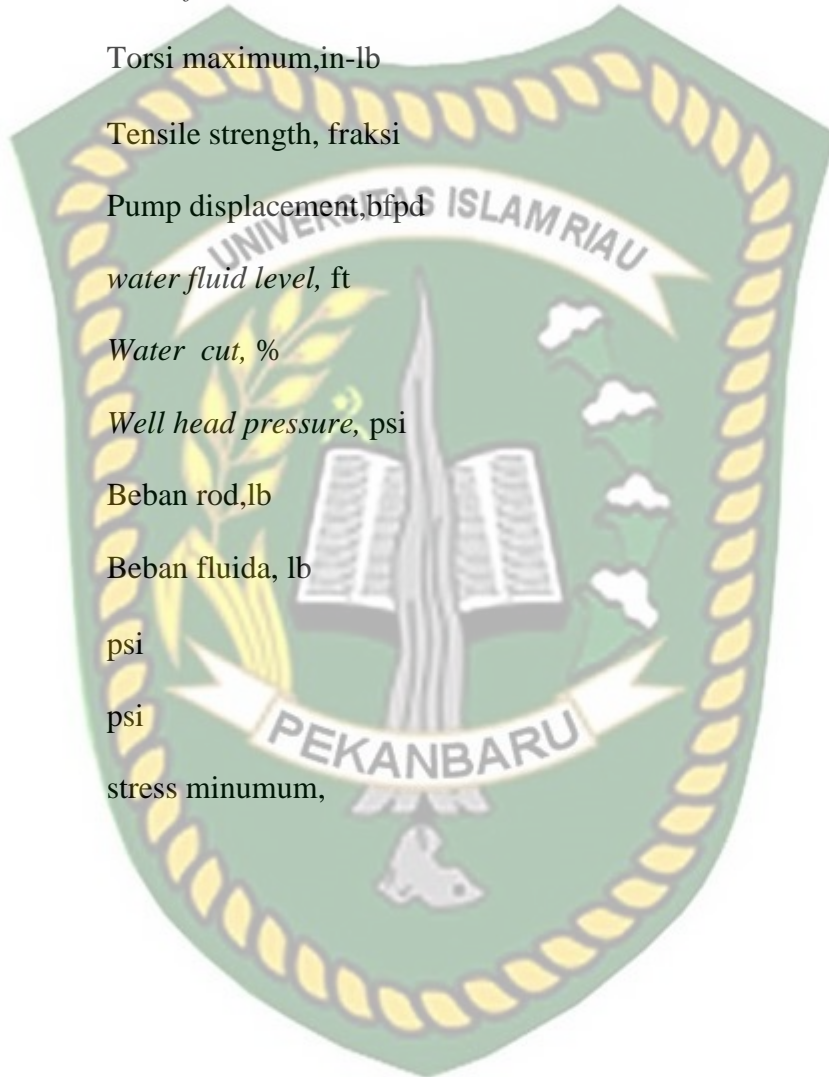 Torsi maximum,in-lb
Tensile strength, fraksi
Pump displacement,bfpd
UNIVERSITAS ISLAM RIAU
water fluid level, ft
Water cut, %
Well head pressure, psi
Beban rod,lb
Beban fluida, lb
psi
psi
PEKANBARU
stress minumum,